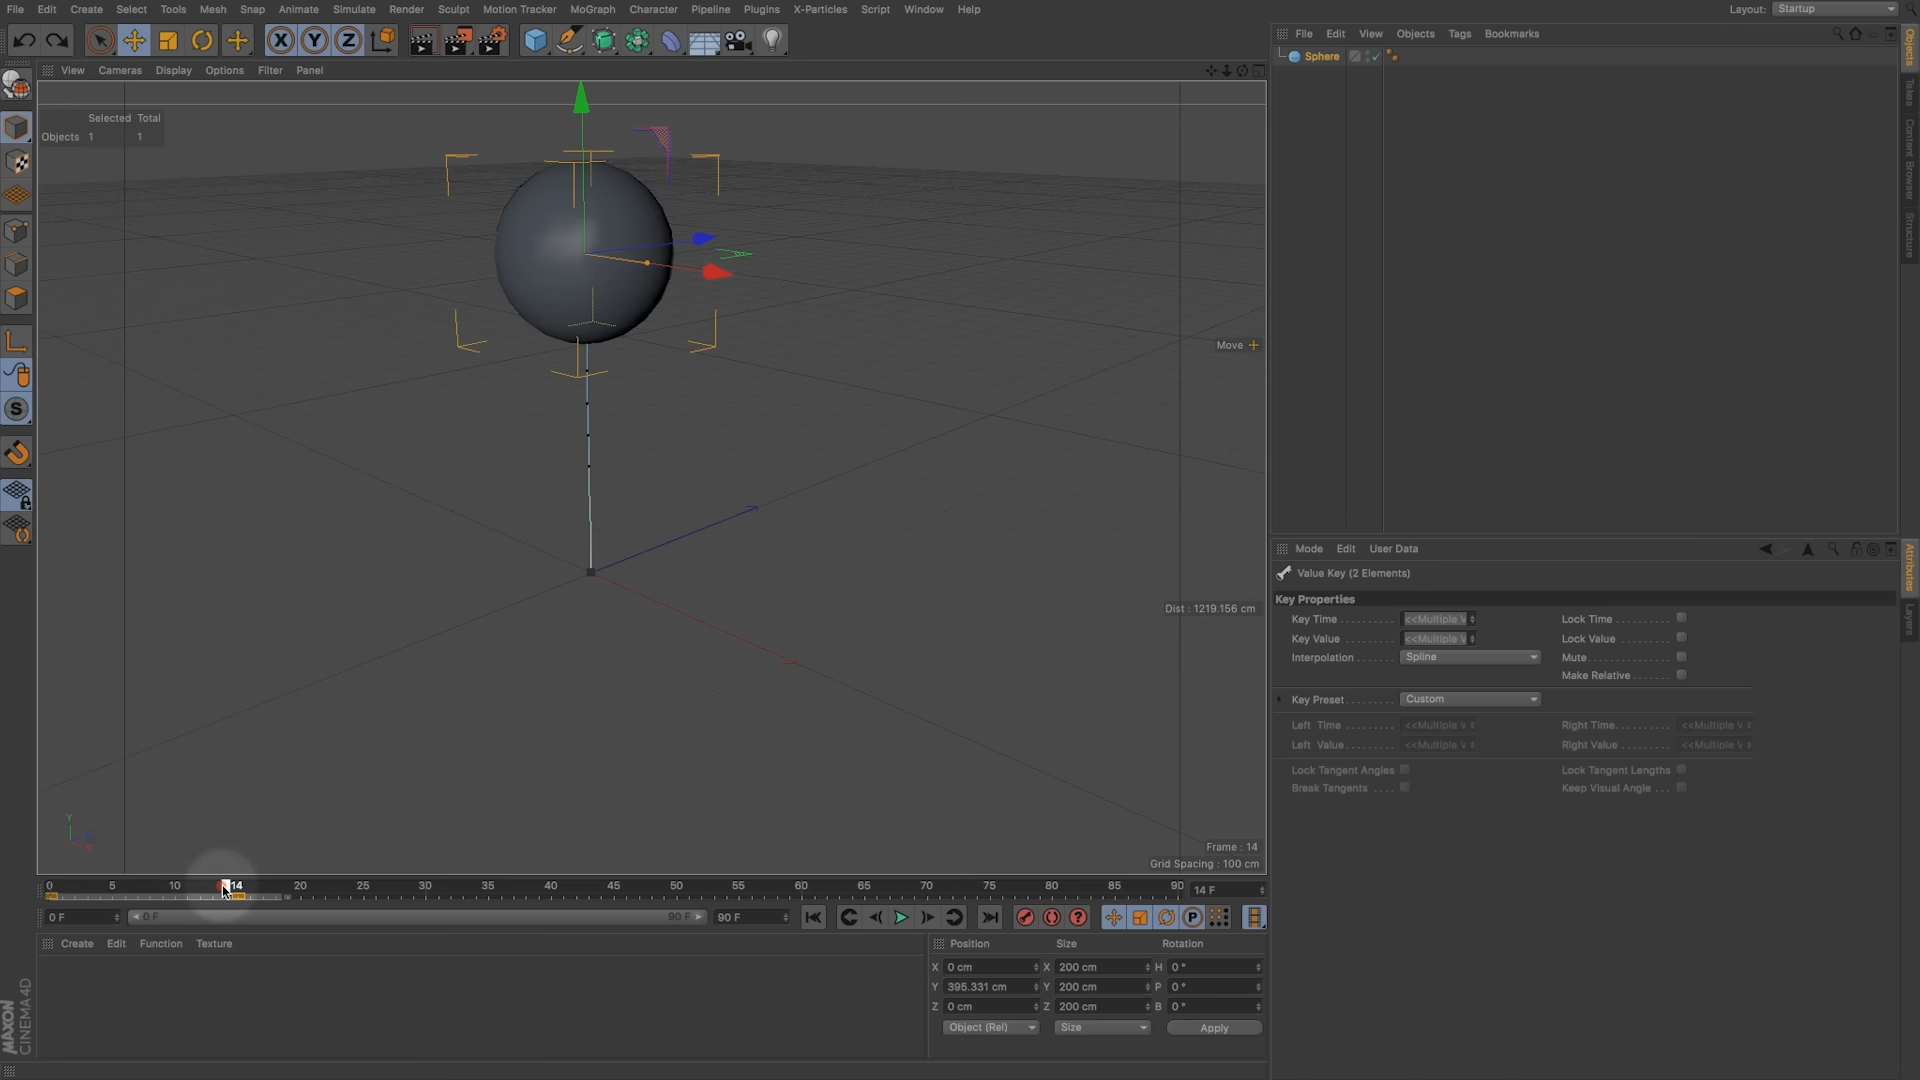 File Edit Create Select Tools Mesh Snap Animate Simulate Render Sculpt Motion Tracker MoGraph Character Pipeline Plugins X-Particles Script Window Help Layout: Startup
File Edit View Objects Tags Bookmarks
Sphere
View Cameras Display Options Filter Panel
Selected Total
Objects 1 1
Move
Dist : 1219.156 cm
Frame : 14
Grid Spacing : 100 cm
Y
Objects
Takes
Content Browser
Structure
Mode Edit User Data
Value Key (2 Elements)
Key Properties
Key Time <<Multiple V Lock Time
Key Value <<Multiple V Lock Value
Interpolation Spline Mute
Make Relative
Key Preset Custom
Left Time <<Multiple V Right Time <<Multiple V
Left Value <<Multiple V Right Value <<Multiple V
Lock Tangent Angles Lock Tangent Lengths
Break Tangents Keep Visual Angle
Attributes
Layers
0 5 10 14 20 25 30 35 40 45 50 55 60 65 70 75 80 85 90 14 F
0 F 0 F 90 F 90 F
Create Edit Function Texture
Position Size Rotation
X 0 cm X 200 cm H 0 °
Y 395.331 cm Y 200 cm P 0 °
Z 0 cm Z 200 cm B 0 °
Object (Rel) Size Apply
MAXON
CINEMA 4D